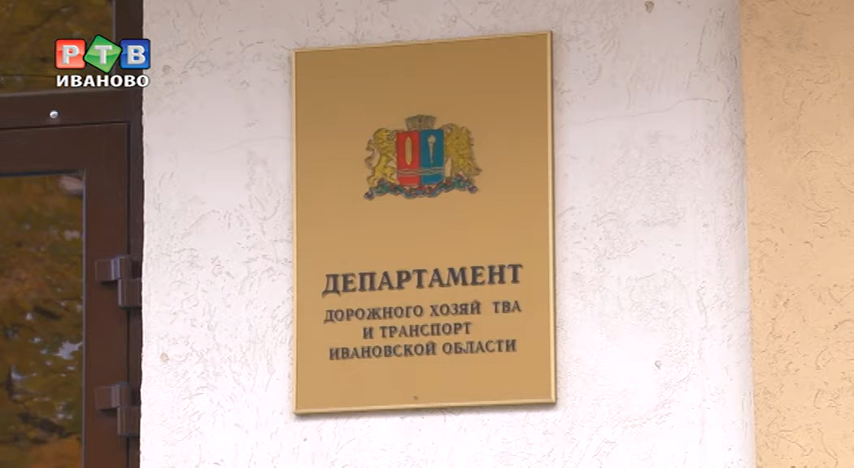 РТВ
ИВАНОВО
ДЕПАРТАМЕНТ
ДОРОЖНОГО ХОЗЯЙ ТВА
И ТРАНСПОРТ
ИВАНОВСКОЙ ОБЛАСТИ